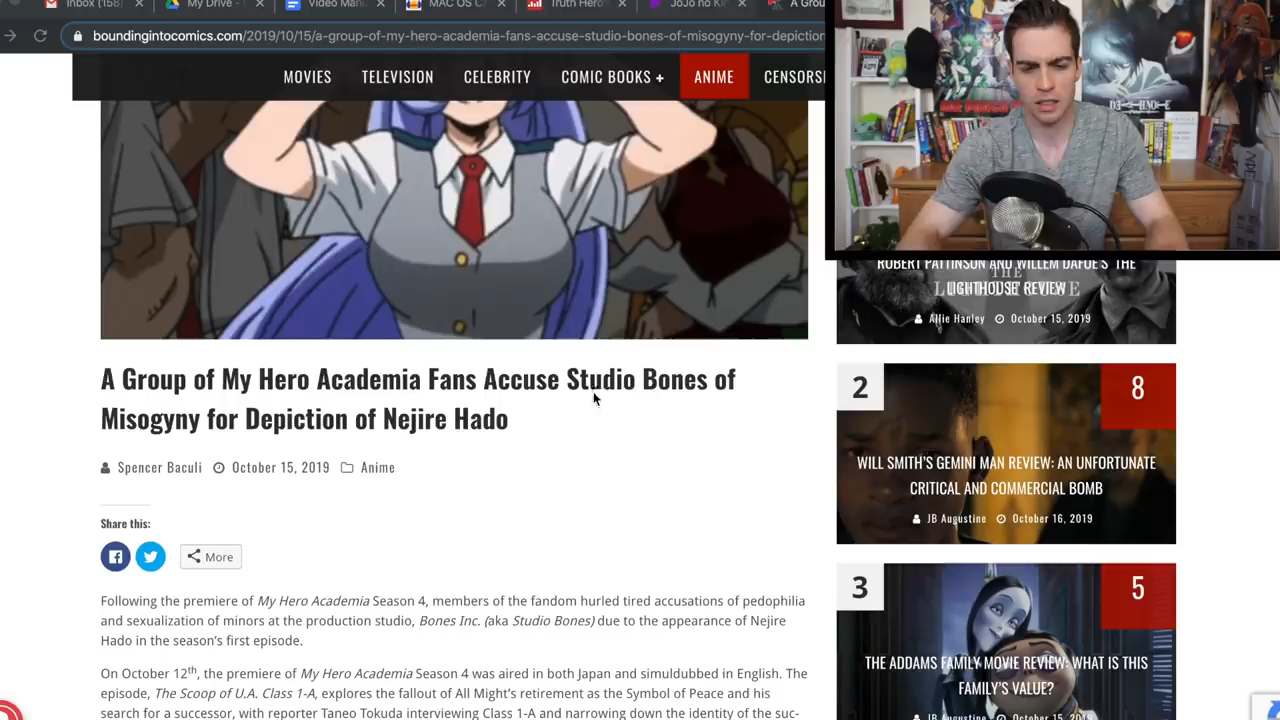 Inbox (158)
My Drive -
Video Manu
MAC OS C
Truth Hero
JoJo no Ki
A Grou
boundingintocomics.com/2019/10/15/a-group-of-my-hero-academia-fans-accuse-studio-bones-of-misogyny-for-depiction
MOVIES TELEVISION CELEBRITY COMIC BOOKS + ANIME CENSORS
A Group of My Hero Academia Fans Accuse Studio Bones of
Misogyny for Depiction of Nejire Hado
Spencer Baculi October 15, 2019 Anime
Share this:
More
Following the premiere of My Hero Academia Season 4, members of the fandom hurled tired accusations of pedophilia
and sexualization of minors at the production studio, Bones Inc. (aka Studio Bones) due to the appearance of Nejire
Hado in the season's first episode.
On October 12th, the premiere of My Hero Academia Season was aired in both Japan and simuldubbed in English. The
episode, The Scoop of U.A. Class 1-A, explores the fallout of All Might's retirement as the Symbol of Peace and his
search for a successor, with reporter Taneo Tokuda interviewing Class 1-A and narrowing down the identity of the suc-
DEATH NOTE
ROBERT PATTINSON AND WILLEM DAFOE'S 'THE
LIGHTHOUSE' REVIEW
THE
Allie Hanley October 15, 2019
2
8
WILL SMITH'S GEMINI MAN REVIEW: AN UNFORTUNATE
CRITICAL AND COMMERCIAL BOMB
JB Augustine October 16, 2019
3
5
THE ADDAMS FAMILY MOVIE REVIEW: WHAT IS THIS
FAMILY'S VALUE?
JB Augustine October 15, 2019